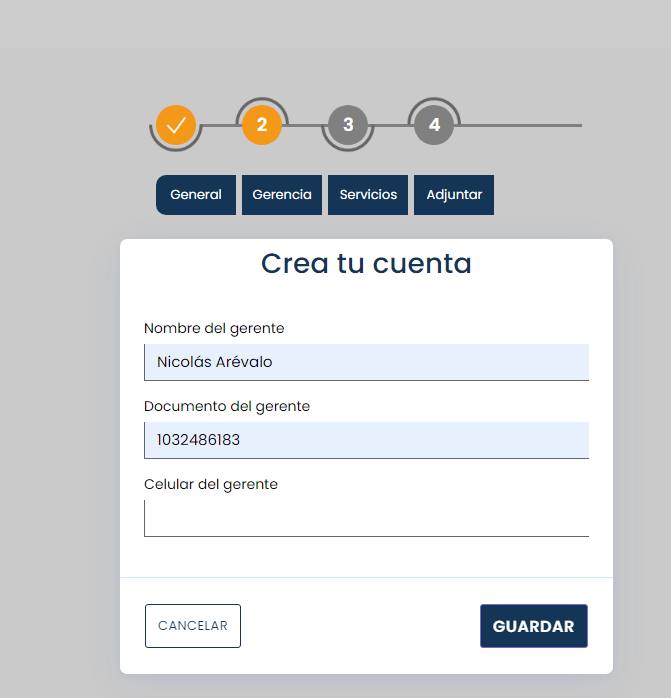 2 3 4
General Gerencia Servicios Adjuntar
Crea tu cuenta
Nombre del gerente
Nicolás Arévalo
Documento del gerente
1032486183
Celular del gerente
CANCELAR GUARDAR